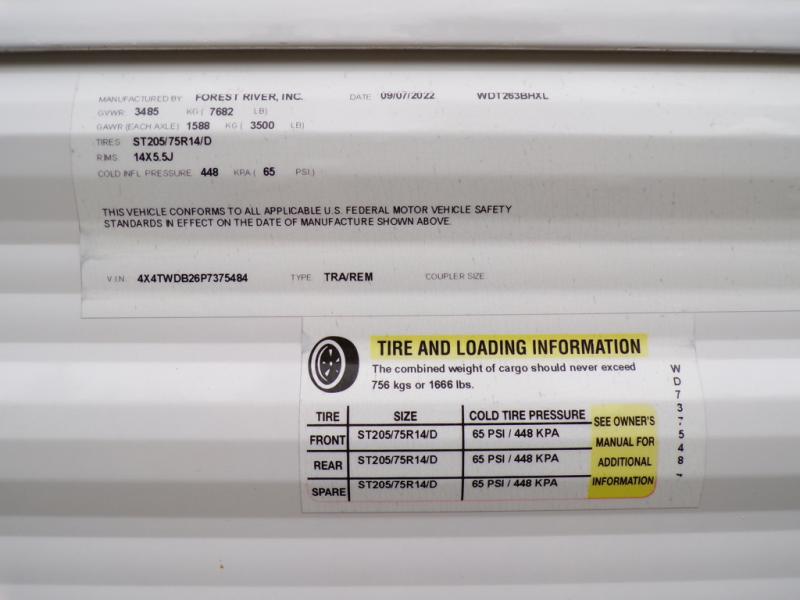 MANUFACTURED BY FOREST RIVER, INC. DATE 09/07/2022 WDT263BHXL
GVWR 3485 KG ( 7682 LB)
GAWR (EACH AXLE) 1588 KG ( 3500 LB)
TIRES ST205/75R14/D
RIMS 14X5.5J
COLD INFL PRESSURE 448 KPA ( 65 PSI )
THIS VEHICLE CONFORMS TO ALL APPLICABLE U.S. FEDERAL MOTOR VEHICLE SAFETY
STANDARDS IN EFFECT ON THE DATE OF MANUFACTURE SHOWN ABOVE.
V.I.N. 4X4TWDB26P7375484 TYPE TRA/REM COUPLER SIZE
TIRE AND LOADING INFORMATION
The combined weight of cargo should never exceed
756 kgs or 1666 lbs.
TIRE SIZE COLD TIRE PRESSURE
FRONT ST205/75R14/D 65 PSI / 448 KPA
REAR ST205/75R14/D 65 PSI / 448 KPA
SPARE ST205/75R14/D 65 PSI / 448 KPA
SEE OWNER'S
MANUAL FOR
ADDITIONAL
INFORMATION